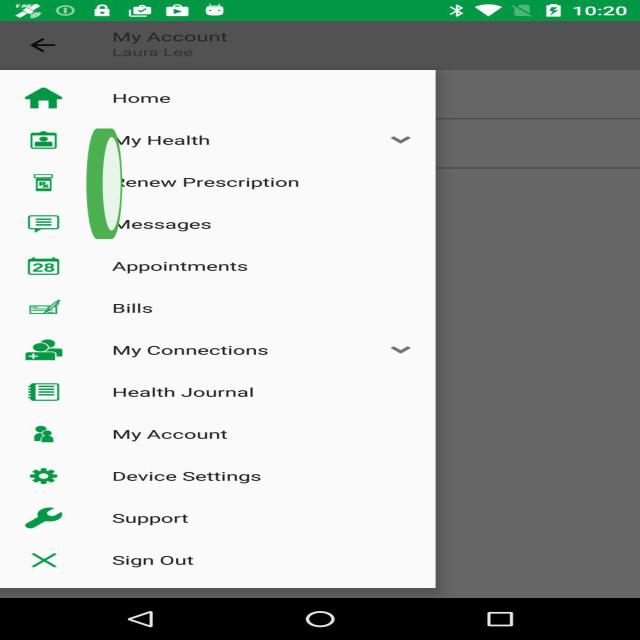 10:20
My Account
Laura Lee
Home
My Health
Renew Prescription
Messages
28
Appointments
Bills
My Connections
Health Journal
My Account
Device Settings
Support
Sign Out